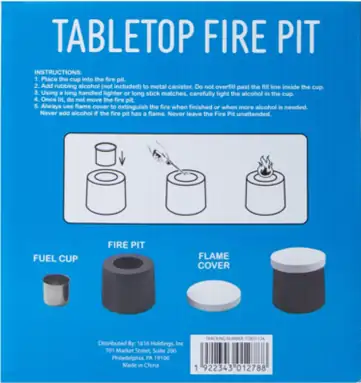 TABLETOP FIRE PIT
INSTRUCTIONS:
1. Place the cup into the fire pit.
2. Add rubbing alcohol (not included) to metal canister. Do not overfill past the fill line inside the cup.
3. Using a long handled lighter or long stick matches, carefully light the alcohol in the cup.
4. Once lit, do not move the fire pit.
5. Always use flame cover to extinguish the fire when finished or when more alcohol is needed.
Never add alcohol if the fire pit has a flame. Never leave the Fire Pit unattended.
FUEL CUP
FIRE PIT
FLAME
COVER
Distributed By: 1616 Holdings, Inc
701 Market Street, Suite 200
Philadelphia, PA 19106
Made in China
TRACKING NUMBER:
1 922343 012788